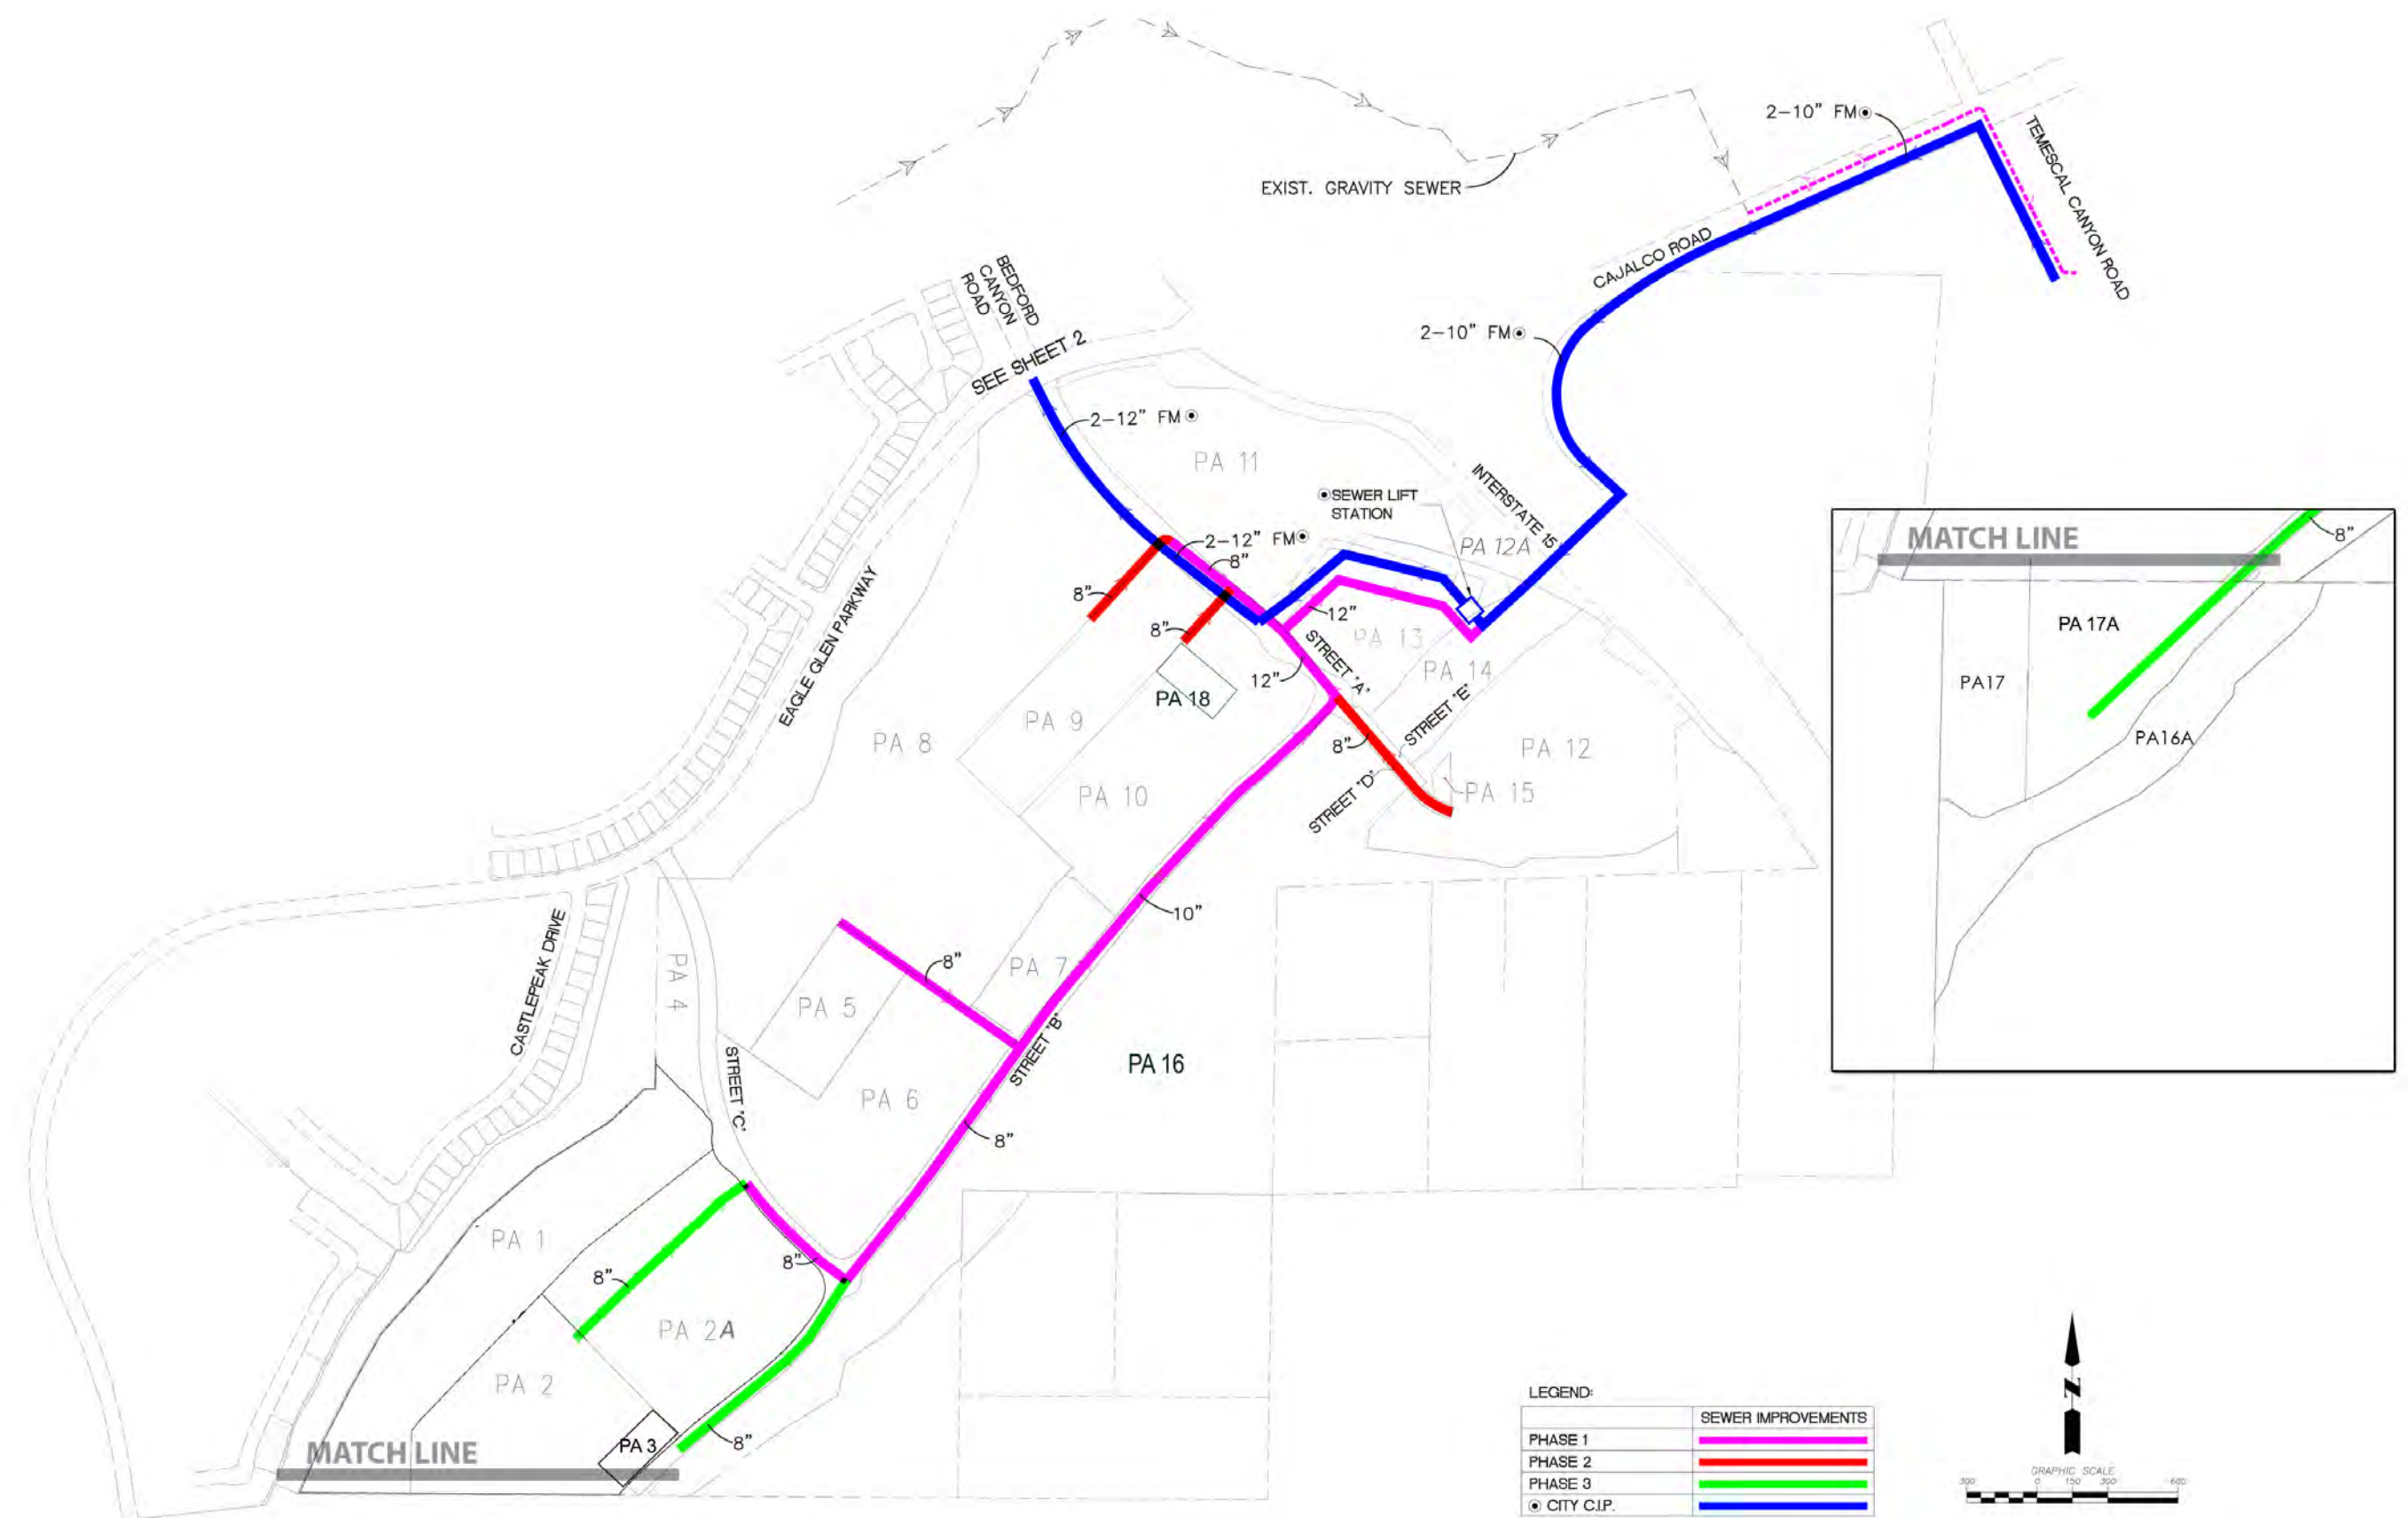 2-10" FM⊙
TEMESCAL CANYON ROAD
EXIST. GRAVITY SEWER
CAJALCO ROAD
BEDFORD
CANYON
ROAD
SEE SHEET 2
2-10" FM⊙
2-12" FM⊙
PA 11
INTERSTATE 15
⊙SEWER LIFT
STATION
2-12" FM⊙
PA 12A
8"
MATCH LINE
8"
8"
EAGLE GLEN PARKWAY
12"
8"
PA 13
STREET "A"
PA 17A
12"
PA 14
PA17
PA 18
STREET "E"
PA 9
PA16A
PA 8
8"
PA 12
STREET "D"
PA 15
PA 10
10"
CASTLEPEAK DRIVE
PA 4
8"
PA 7
PA 5
STREET "B"
PA 16
STREET "C"
PA 6
8"
PA 1
8"
8"
PA 2A
PA 2
PA 3
8"
MATCH LINE
LEGEND:
SEWER IMPROVEMENTS
PHASE 1
PHASE 2
PHASE 3
⊙ CITY C.I.P.
N
GRAPHIC SCALE
300 0 150 300 600